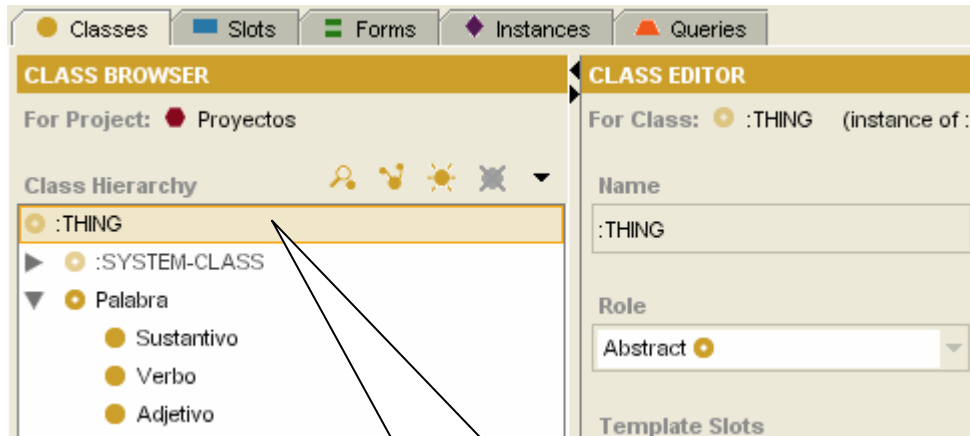 Classes Slots Forms Instances Queries
CLASS BROWSER
For Project: Proyectos
Class Hierarchy
:THING
:SYSTEM-CLASS
Palabra
Sustantivo
Verbo
Adjetivo
CLASS EDITOR
For Class: :THING (instance of :
Name
:THING
Role
Abstract
Template Slots